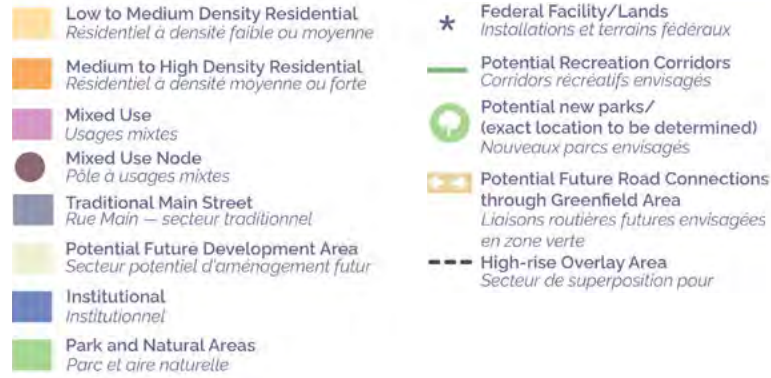 Low to Medium Density Residential
Résidentiel à densité faible ou moyenne
Medium to High Density Residential
Résidentiel à densité moyenne ou forte
Mixed Use
Usages mixtes
Mixed Use Node
Pôle à usages mixtes
Traditional Main Street
Rue Main — secteur traditionnel
Potential Future Development Area
Secteur potentiel d'aménagement futur
Institutional
Institutionnel
Park and Natural Areas
Parc et aire naturelle
Federal Facility/Lands
Installations et terrains fédéraux
Potential Recreation Corridors
Corridors récréatifs envisagés
Potential new parks/
(exact location to be determined)
Nouveaux parcs envisagés
Potential Future Road Connections
through Greenfield Area
Liaisons routières futures envisagées
en zone verte
High-rise Overlay Area
Secteur de superposition pour